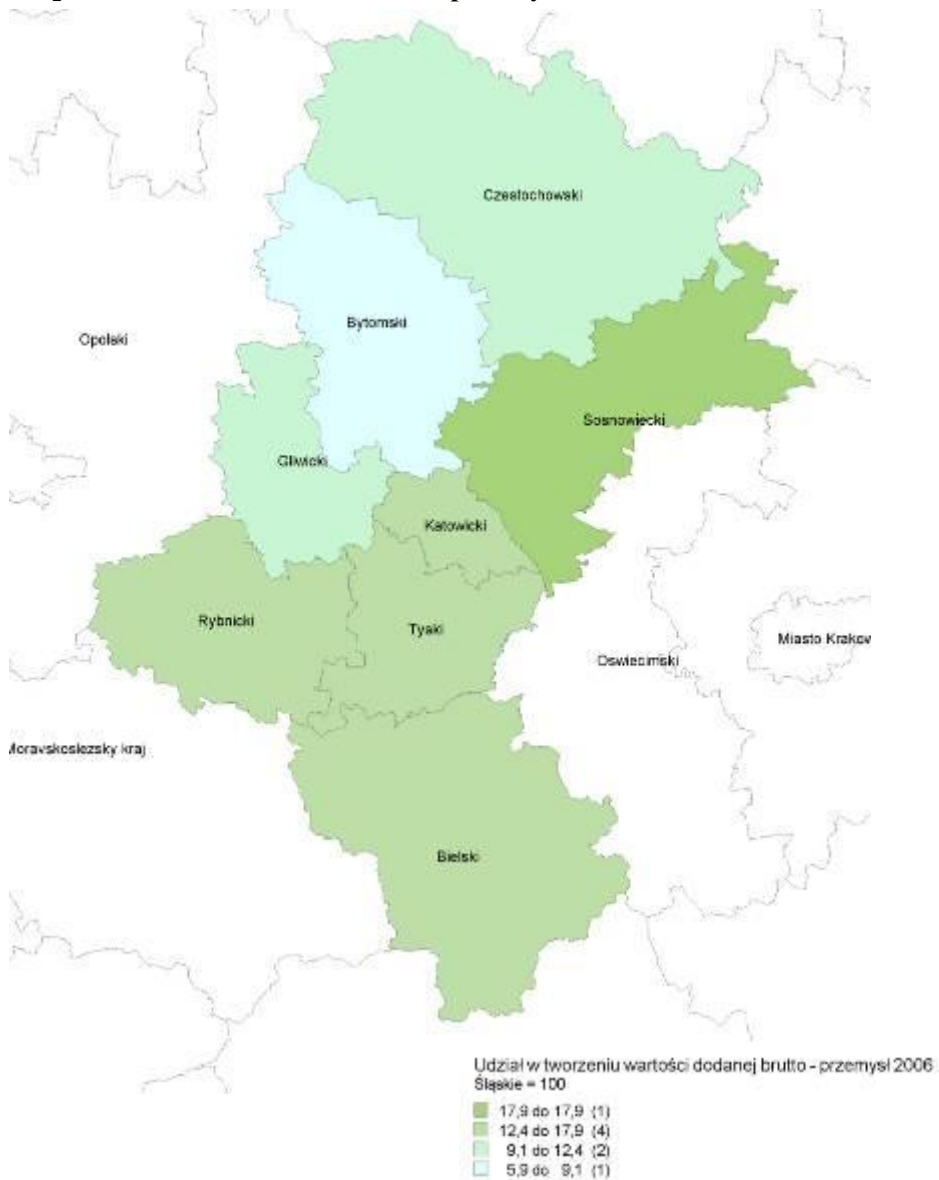 Czestochowski
Bytomski
Opolski
Sosnowiecki
Gliwicki
Katowicki
Rybnicki
Tyski
Miasto Krakow
Oswiecimski
Moravskoslezsky kraj
Bielski
Udział w tworzeniu wartości dodanej brutto - przemysł 2006
Śląskie = 100
17,9 do 17,9 (1)
12,4 do 17,9 (4)
9,1 do 12,4 (2)
5,9 do 9,1 (1)